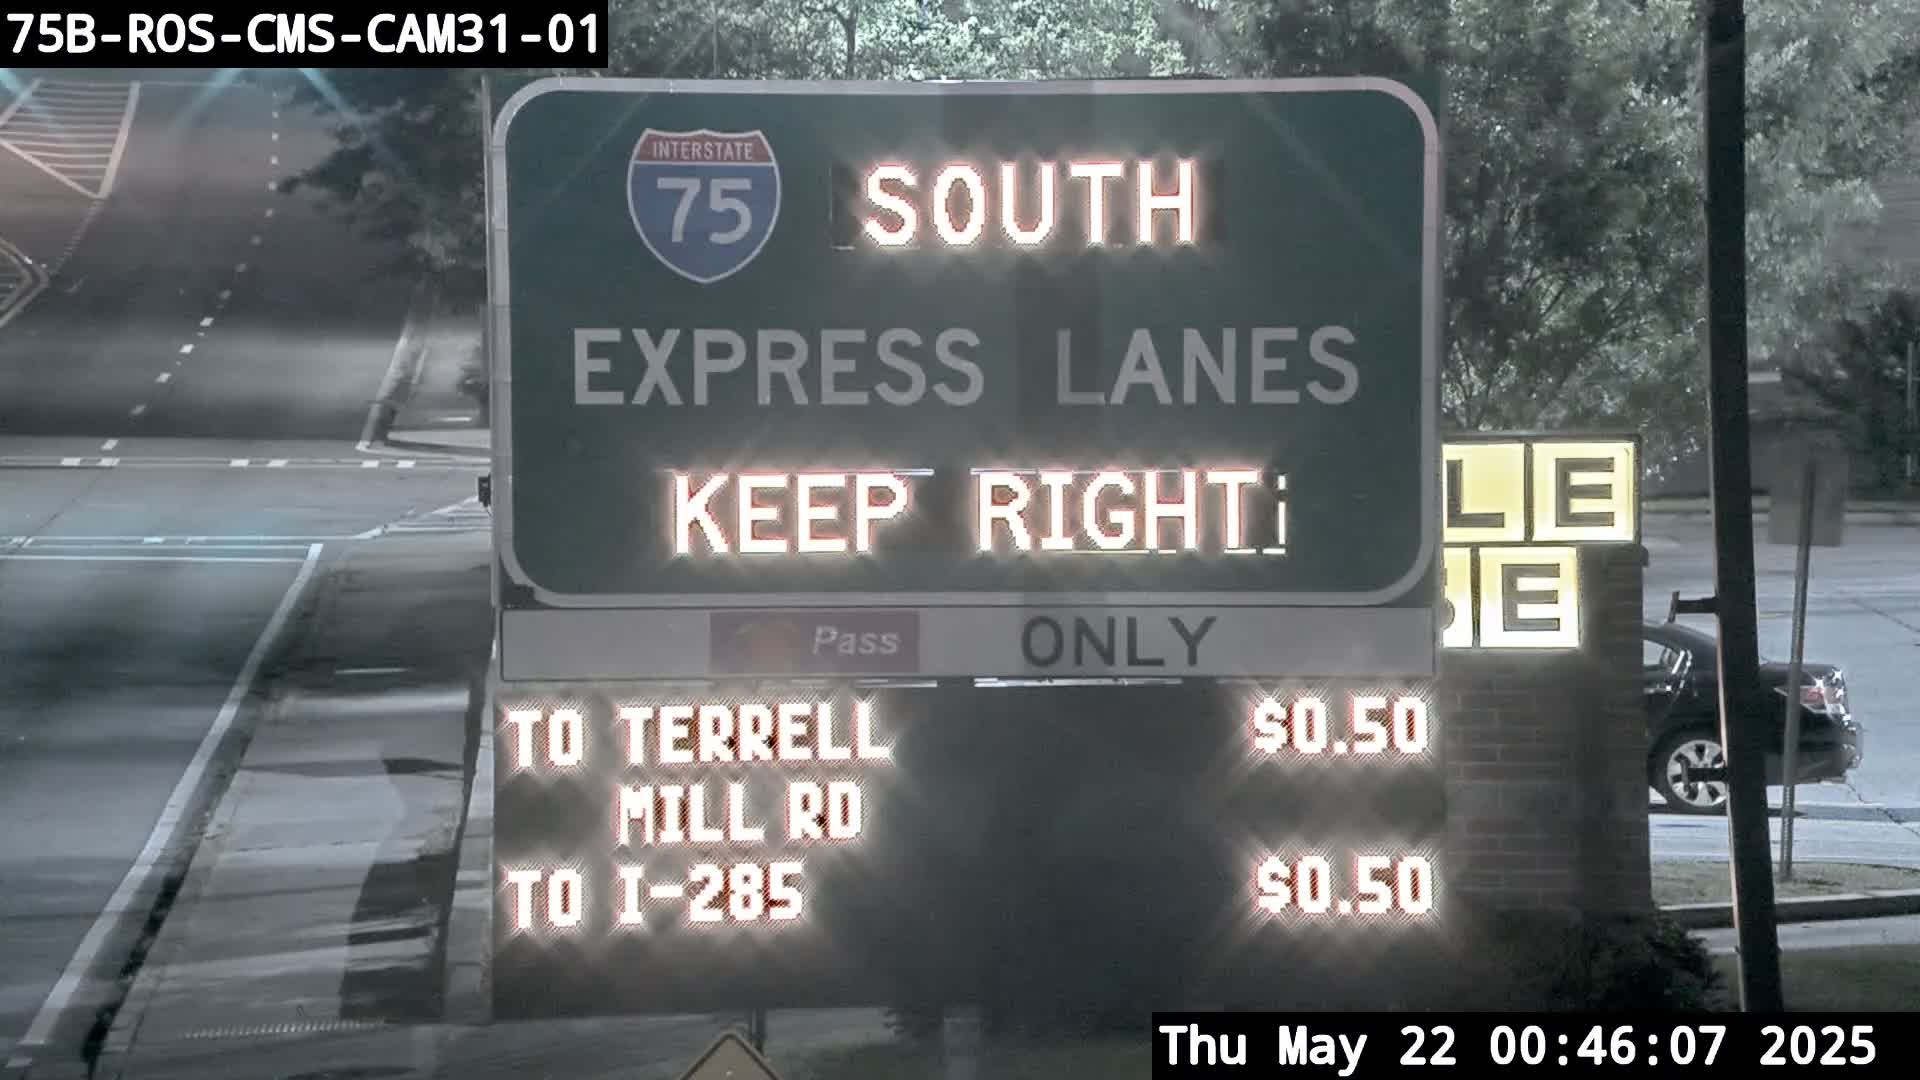 75B-ROS-CMS-CAM31-01
INTERSTATE
75
SOUTH
EXPRESS LANES
KEEP RIGHT
Pass ONLY
TO TERRELL $0.50
MILL RD
TO I-285 $0.50
LE
E
Thu May 22 00:46:07 2025